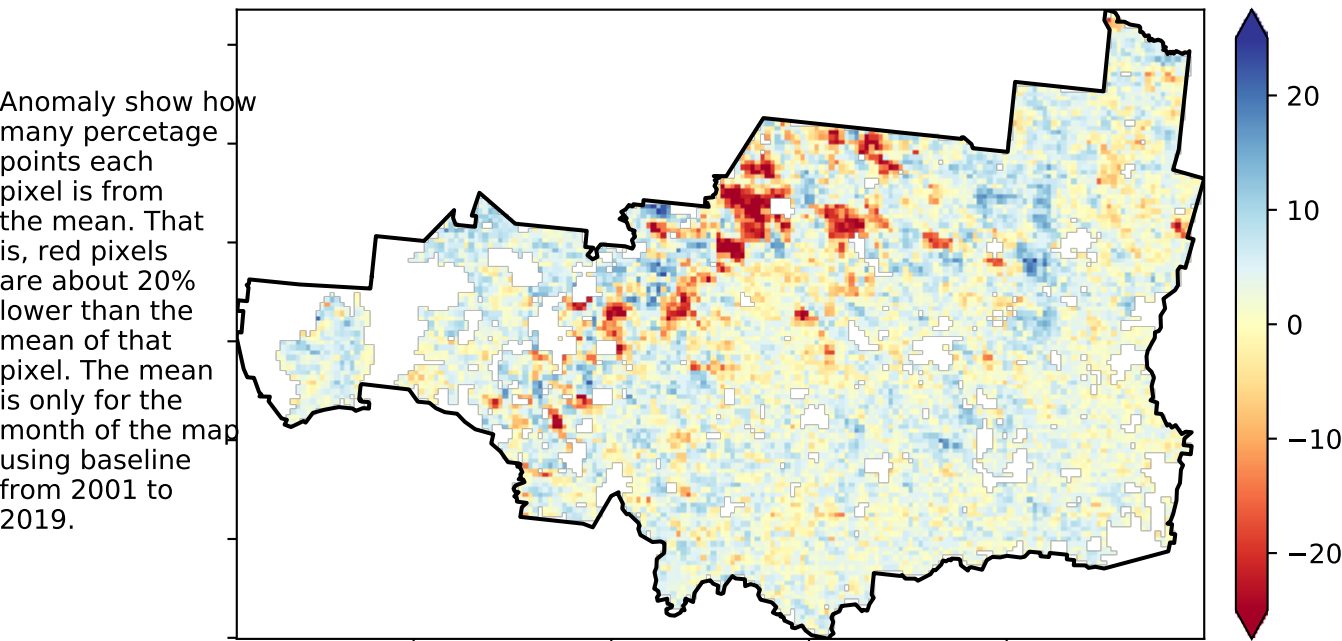 Anomaly show how
many percetage
points each
pixel is from
the mean. That
is, red pixels
are about 20%
lower than the
mean of that
pixel. The mean
is only for the
month of the map
using baseline
from 2001 to
2019.
20
10
0
−10
−20